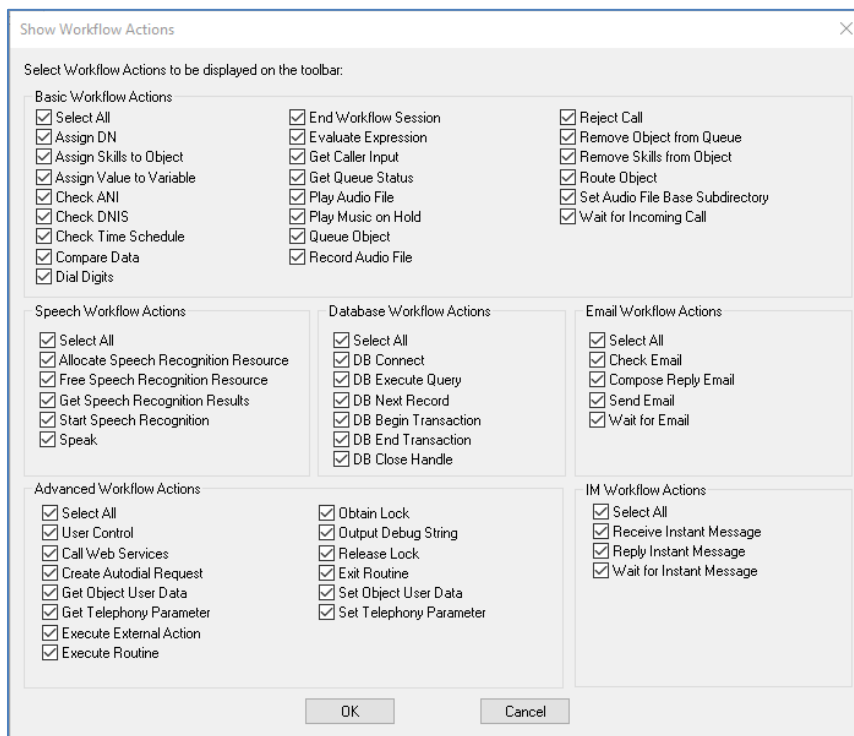 Show Workflow Actions
Select Workflow Actions to be displayed on the toolbar:
Basic Workflow Actions
Select All
Assign DN
Assign Skills to Object
Assign Value to Variable
Check ANI
Check DNIS
Check Time Schedule
Compare Data
Dial Digits
End Workflow Session
Evaluate Expression
Get Caller Input
Get Queue Status
Play Audio File
Play Music on Hold
Queue Object
Record Audio File
Reject Call
Remove Object from Queue
Remove Skills from Object
Route Object
Set Audio File Base Subdirectory
Wait for Incoming Call
Speech Workflow Actions
Select All
Allocate Speech Recognition Resource
Free Speech Recognition Resource
Get Speech Recognition Results
Start Speech Recognition
Speak
Database Workflow Actions
Select All
DB Connect
DB Execute Query
DB Next Record
DB Begin Transaction
DB End Transaction
DB Close Handle
Email Workflow Actions
Select All
Check Email
Compose Reply Email
Send Email
Wait for Email
Advanced Workflow Actions
Select All
User Control
Call Web Services
Create Autodial Request
Get Object User Data
Get Telephony Parameter
Execute External Action
Execute Routine
Obtain Lock
Output Debug String
Release Lock
Exit Routine
Set Object User Data
Set Telephony Parameter
IM Workflow Actions
Select All
Receive Instant Message
Reply Instant Message
Wait for Instant Message
OK
Cancel